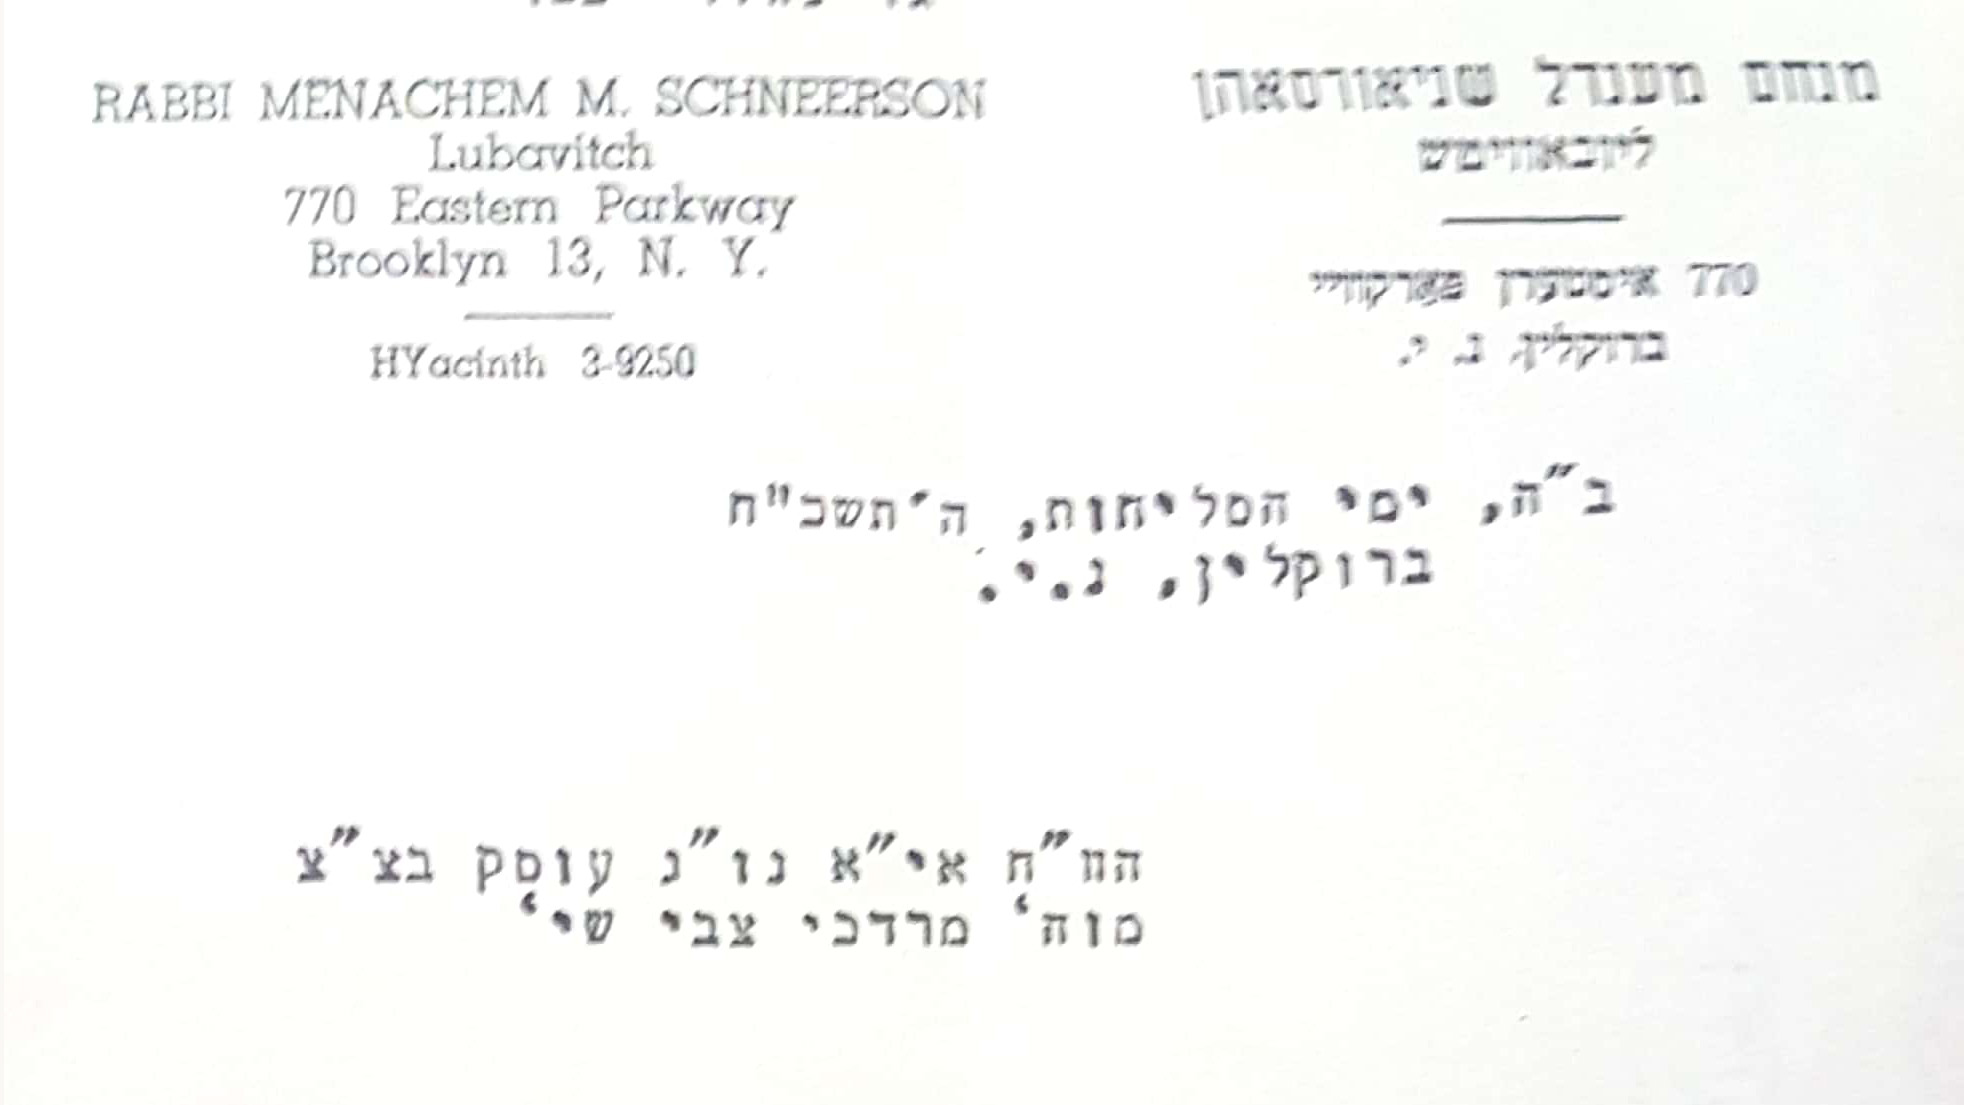 RABBI MENACHEM M. SCHNEERSON
Lubavitch
770 Eastern Parkway
Brooklyn 13, N. Y.
HYacinth 3-9250
מנחם מענדל שניאורסאהן
ליובאוויטש
770 איסטערן פארקוויי
ברוקלין, נ. י.
ב"ה, ימי הסליחות, ה'תשכ"ח
ברוקלין, נ.י.
הוו"ח אי"א נו"נ עוסק בצ"צ
מוה' מרדכי צבי שי'